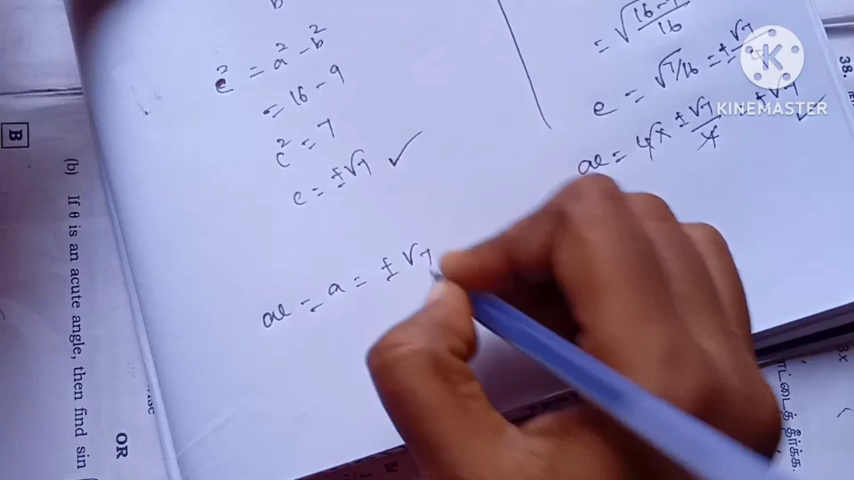 c² = a² - b²
= 16 - 9
c² = 7
c = ±√7 ✓
= √16-7/16
e = √7/16 = ±√7/4
ae = 4 × ±√7/4 = ±√7 ✓
ae = a = ±√7
KINEMASTER
B
(b) If θ is an acute angle, then find sin
OR
38.
3x